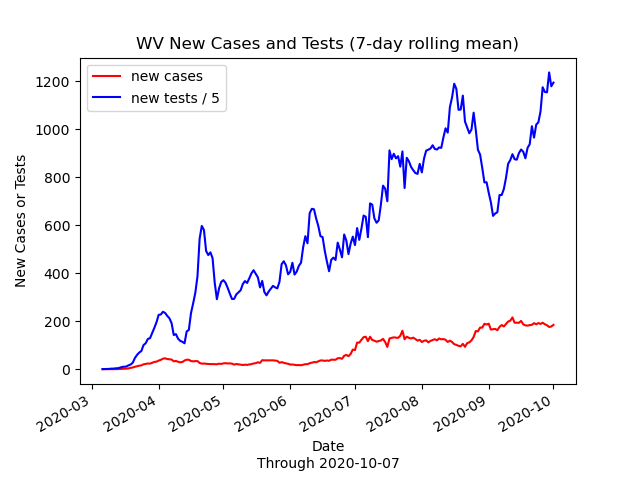 WV New Cases and Tests (7-day rolling mean)
new cases
new tests / 5
New Cases or Tests
1200
1000
800
600
400
200
0
2020-03
2020-04
2020-05
2020-06
2020-07
2020-08
2020-09
2020-10
Date
Through 2020-10-07